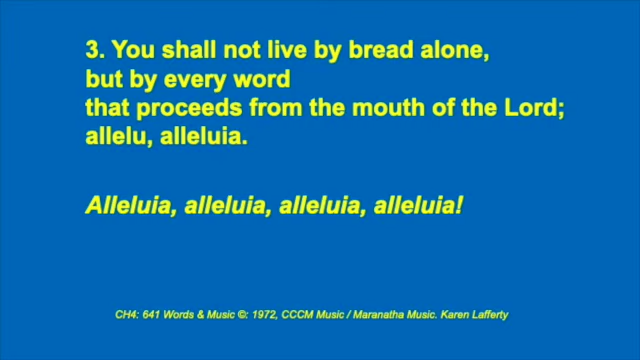 3. You shall not live by bread alone,
but by every word
that proceeds from the mouth of the Lord;
allelu, alleluia.
Alleluia, alleluia, alleluia, alleluia!
CH4: 641 Words & Music ©: 1972, CCCM Music / Maranatha Music. Karen Lafferty